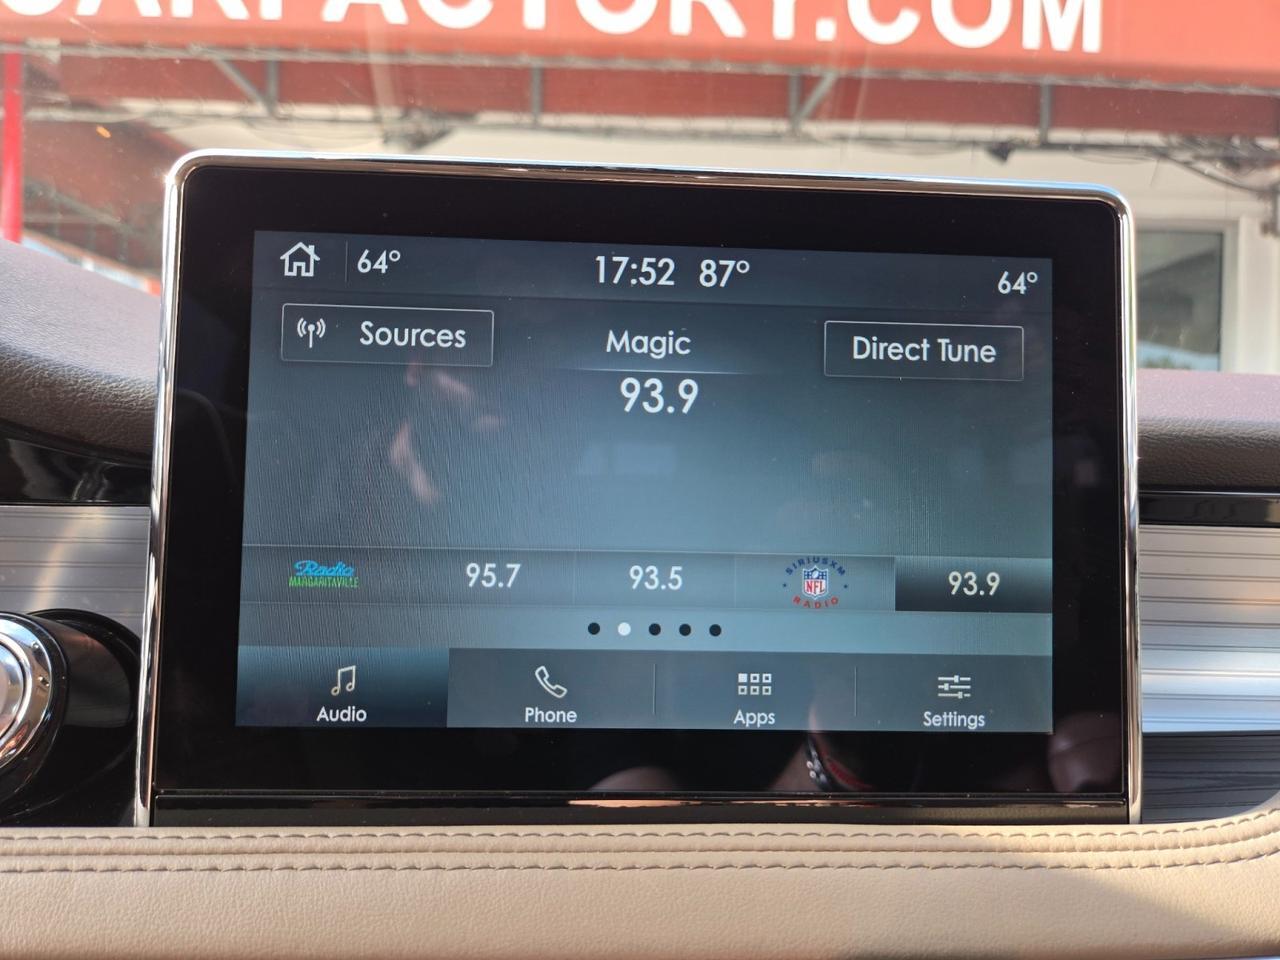 CARFACTORY.COM
64° 17:52 87° 64°
Sources Magic Direct Tune
93.9
Radio MARGARITAVILLE 95.7 93.5 SIRIUSXM NFL RADIO 93.9
Audio Phone Apps Settings